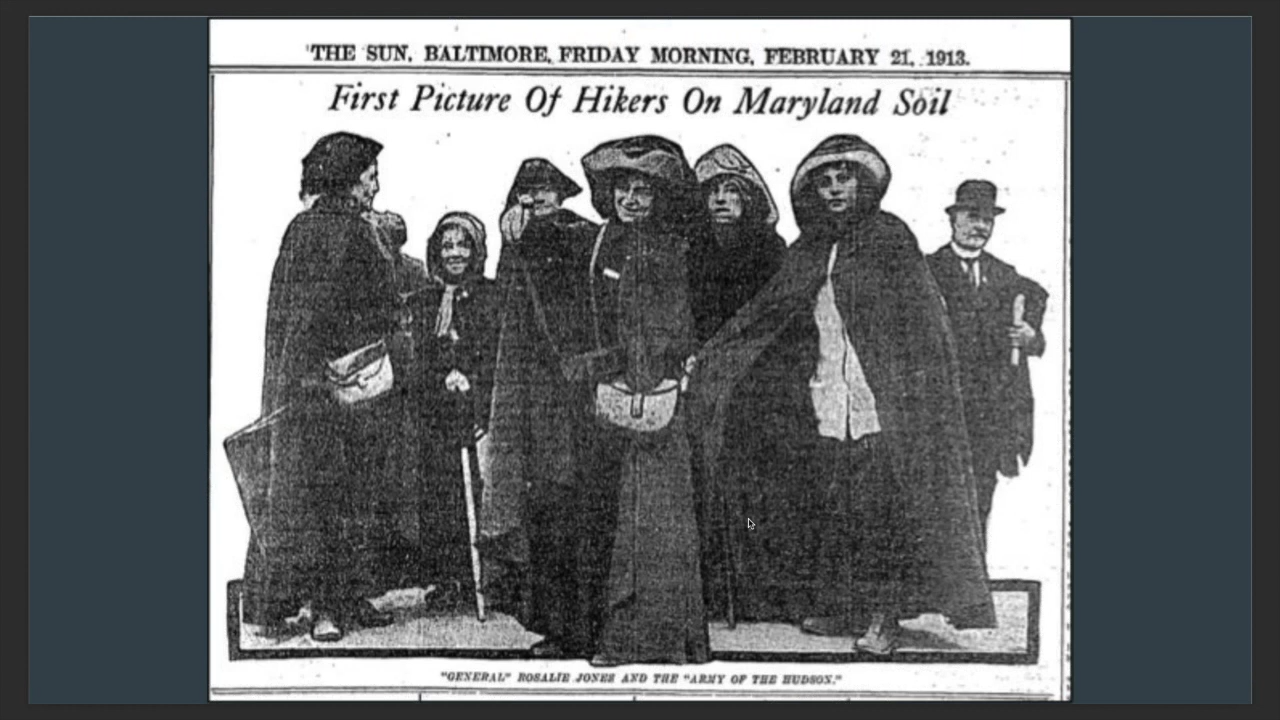 THE SUN, BALTIMORE, FRIDAY MORNING, FEBRUARY 21, 1913.
First Picture Of Hikers On Maryland Soil
"GENERAL" ROSALIE JONES AND THE "ARMY OF THE HUDSON."